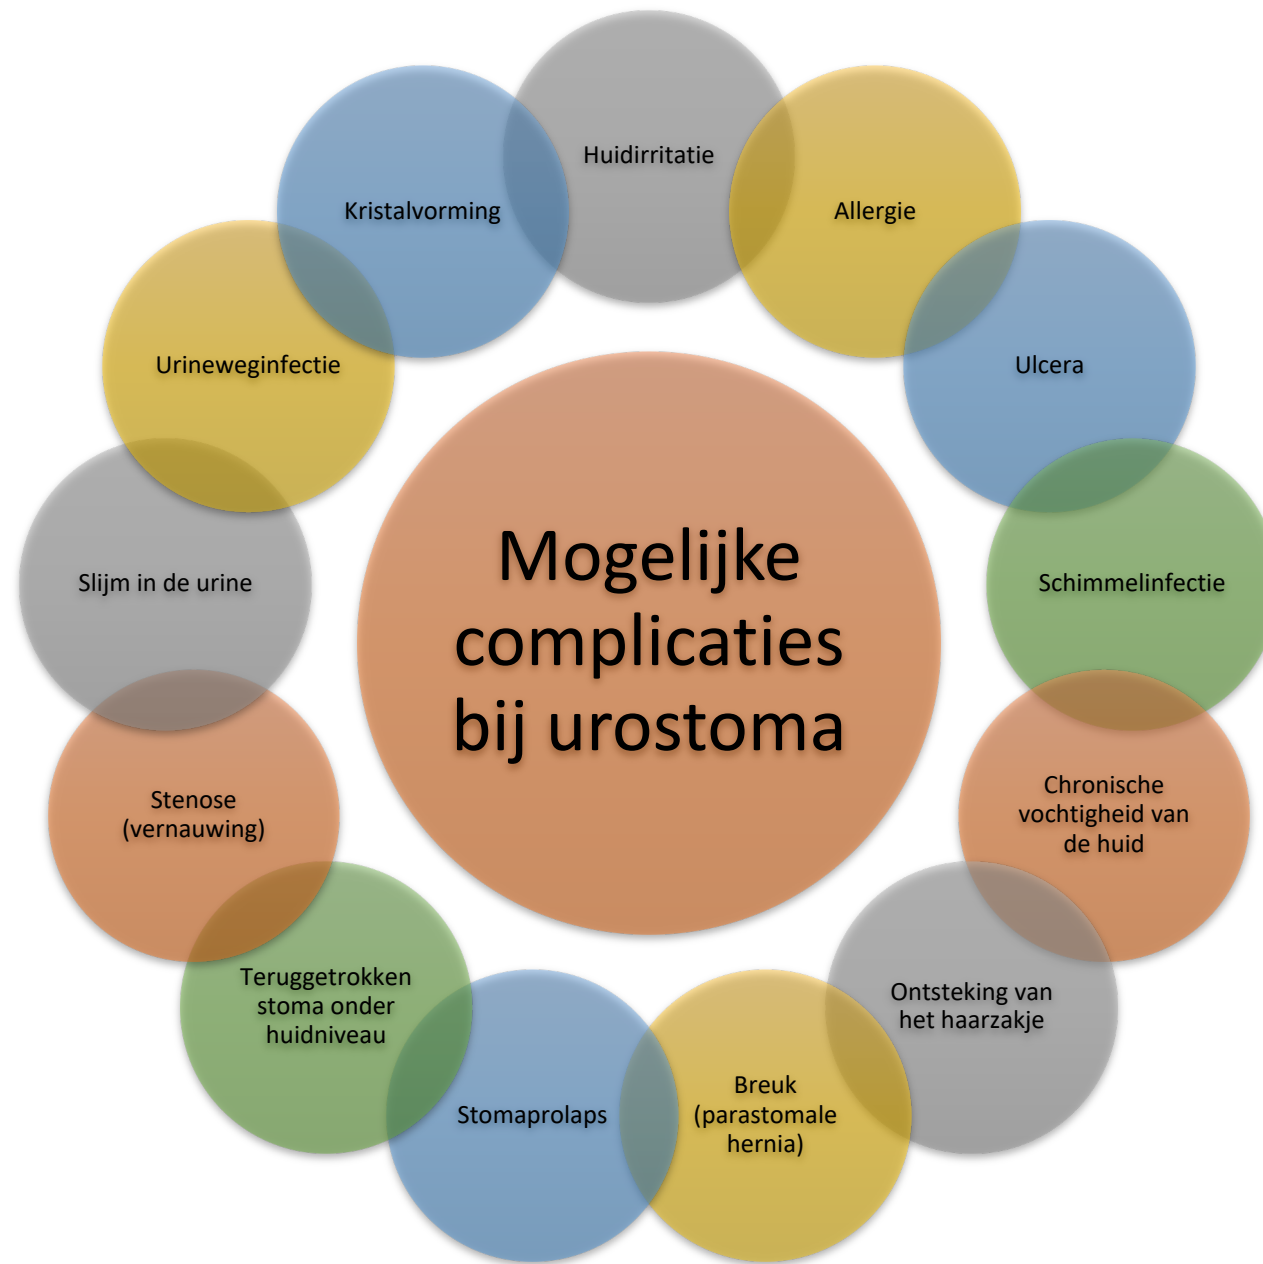 Huidirritatie
Allergie
Ulcera
Schimmelinfectie
Chronische
vochtigheid van
de huid
Ontsteking van
het haarzakje
Breuk
(parastomale
hernia)
Stomaprolaps
Teruggetrokken
stoma onder
huidniveau
Stenose
(vernauwing)
Slijm in de urine
Urineweginfectie
Kristalvorming
Mogelijke
complicaties
bij urostoma